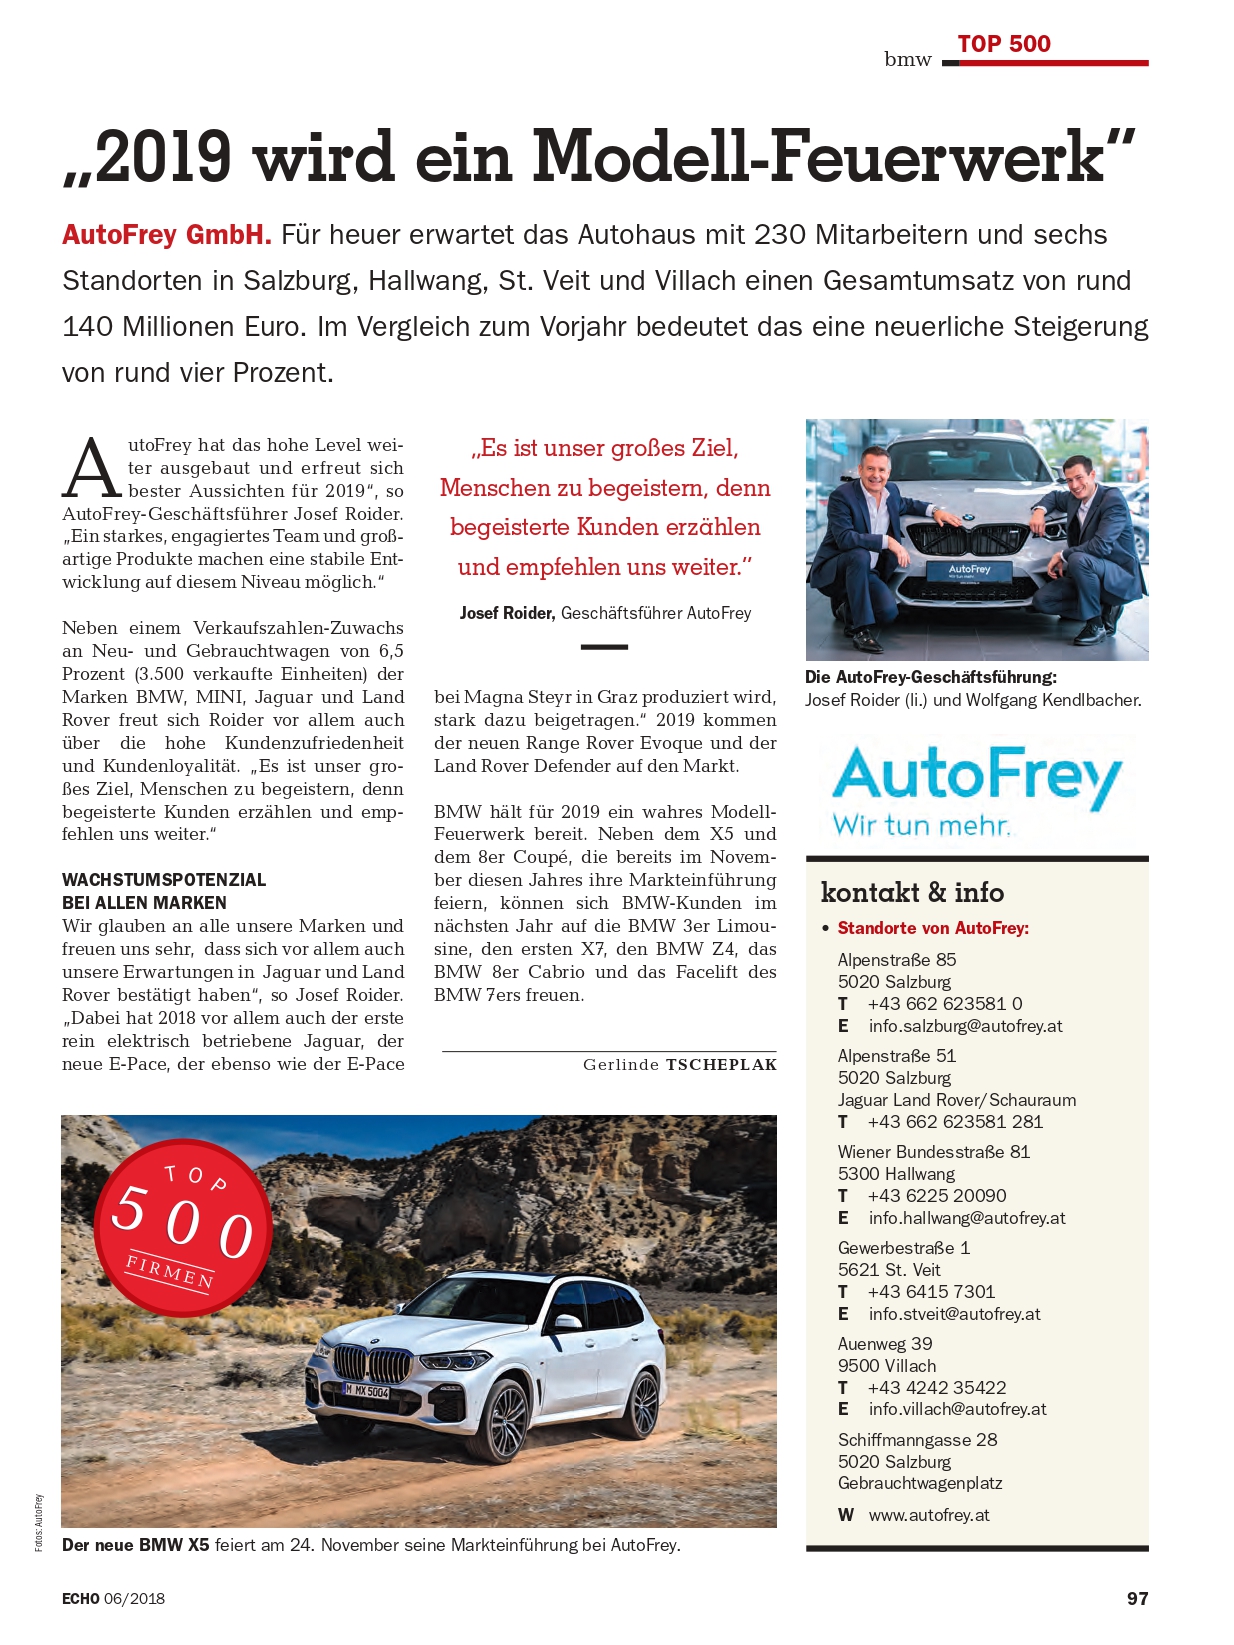 bmw
TOP 500
„2019 wird ein Modell-Feuerwerk“
AutoFrey GmbH. Für heuer erwartet das Autohaus mit 230 Mitarbeitern und sechs
Standorten in Salzburg, Hallwang, St. Veit und Villach einen Gesamtumsatz von rund
140 Millionen Euro. Im Vergleich zum Vorjahr bedeutet das eine neuerliche Steigerung
von rund vier Prozent.
AutoFrey hat das hohe Level wei-
ter ausgebaut und erfreut sich
bester Aussichten für 2019“, so
AutoFrey-Geschäftsführer Josef Roider.
„Ein starkes, engagiertes Team und groß-
artige Produkte machen eine stabile Ent-
wicklung auf diesem Niveau möglich.“
Neben einem Verkaufszahlen-Zuwachs
an Neu- und Gebrauchtwagen von 6,5
Prozent (3.500 verkaufte Einheiten) der
Marken BMW, MINI, Jaguar und Land
Rover freut sich Roider vor allem auch
über die hohe Kundenzufriedenheit
und Kundenloyalität. „Es ist unser gro-
ßes Ziel, Menschen zu begeistern, denn
begeisterte Kunden erzählen und emp-
fehlen uns weiter.“
WACHSTUMSPOTENZIAL
BEI ALLEN MARKEN
Wir glauben an alle unsere Marken und
freuen uns sehr, dass sich vor allem auch
unsere Erwartungen in Jaguar und Land
Rover bestätigt haben“, so Josef Roider.
„Dabei hat 2018 vor allem auch der erste
rein elektrisch betriebene Jaguar, der
neue E-Pace, der ebenso wie der E-Pace
„Es ist unser großes Ziel,
Menschen zu begeistern, denn
begeisterte Kunden erzählen
und empfehlen uns weiter.“
Josef Roider, Geschäftsführer AutoFrey
bei Magna Steyr in Graz produziert wird,
stark dazu beigetragen.“ 2019 kommen
der neuen Range Rover Evoque und der
Land Rover Defender auf den Markt.
BMW hält für 2019 ein wahres Modell-
Feuerwerk bereit. Neben dem X5 und
dem 8er Coupé, die bereits im Novem-
ber diesen Jahres ihre Markteinführung
feiern, können sich BMW-Kunden im
nächsten Jahr auf die BMW 3er Limou-
sine, den ersten X7, den BMW Z4, das
BMW 8er Cabrio und das Facelift des
BMW 7ers freuen.
Gerlinde TSCHEPLAK
AutoFrey
Wir tun mehr.
Die AutoFrey-Geschäftsführung:
Josef Roider (li.) und Wolfgang Kendlbacher.
AutoFrey
Wir tun mehr.
kontakt & info
• Standorte von AutoFrey:
Alpenstraße 85
5020 Salzburg
T +43 662 623581 0
E info.salzburg@autofrey.at
Alpenstraße 51
5020 Salzburg
Jaguar Land Rover/Schauraum
T +43 662 623581 281
Wiener Bundesstraße 81
5300 Hallwang
T +43 6225 20090
E info.hallwang@autofrey.at
Gewerbestraße 1
5621 St. Veit
T +43 6415 7301
E info.stveit@autofrey.at
Auenweg 39
9500 Villach
T +43 4242 35422
E info.villach@autofrey.at
Schiffmanngasse 28
5020 Salzburg
Gebrauchtwagenplatz
W www.autofrey.at
TOP
500
FIRMEN
M MX 5004
Fotos: AutoFrey
Der neue BMW X5 feiert am 24. November seine Markteinführung bei AutoFrey.
ECHO 06/2018
97